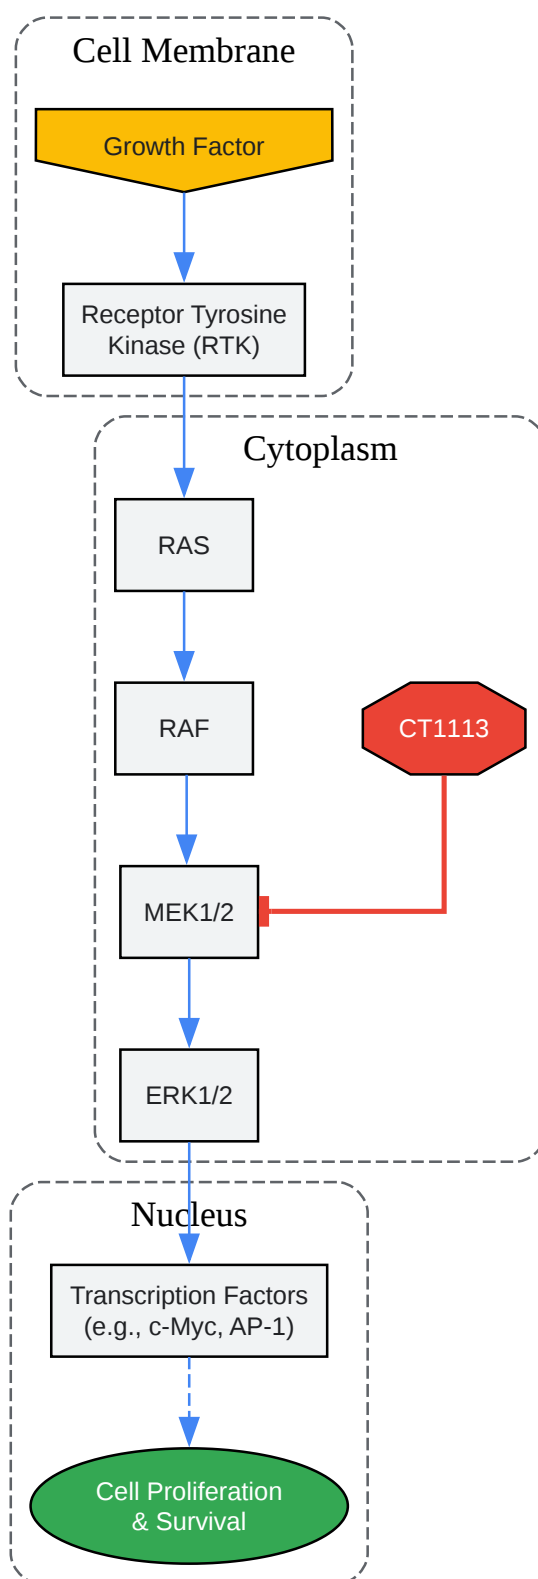 Cell Membrane
Growth Factor
Receptor Tyrosine
Kinase (RTK)
Cytoplasm
RAS
RAF
CT1113
MEK1/2
ERK1/2
Nucleus
Transcription Factors
(e.g., c-Myc, AP-1)
Cell Proliferation
& Survival